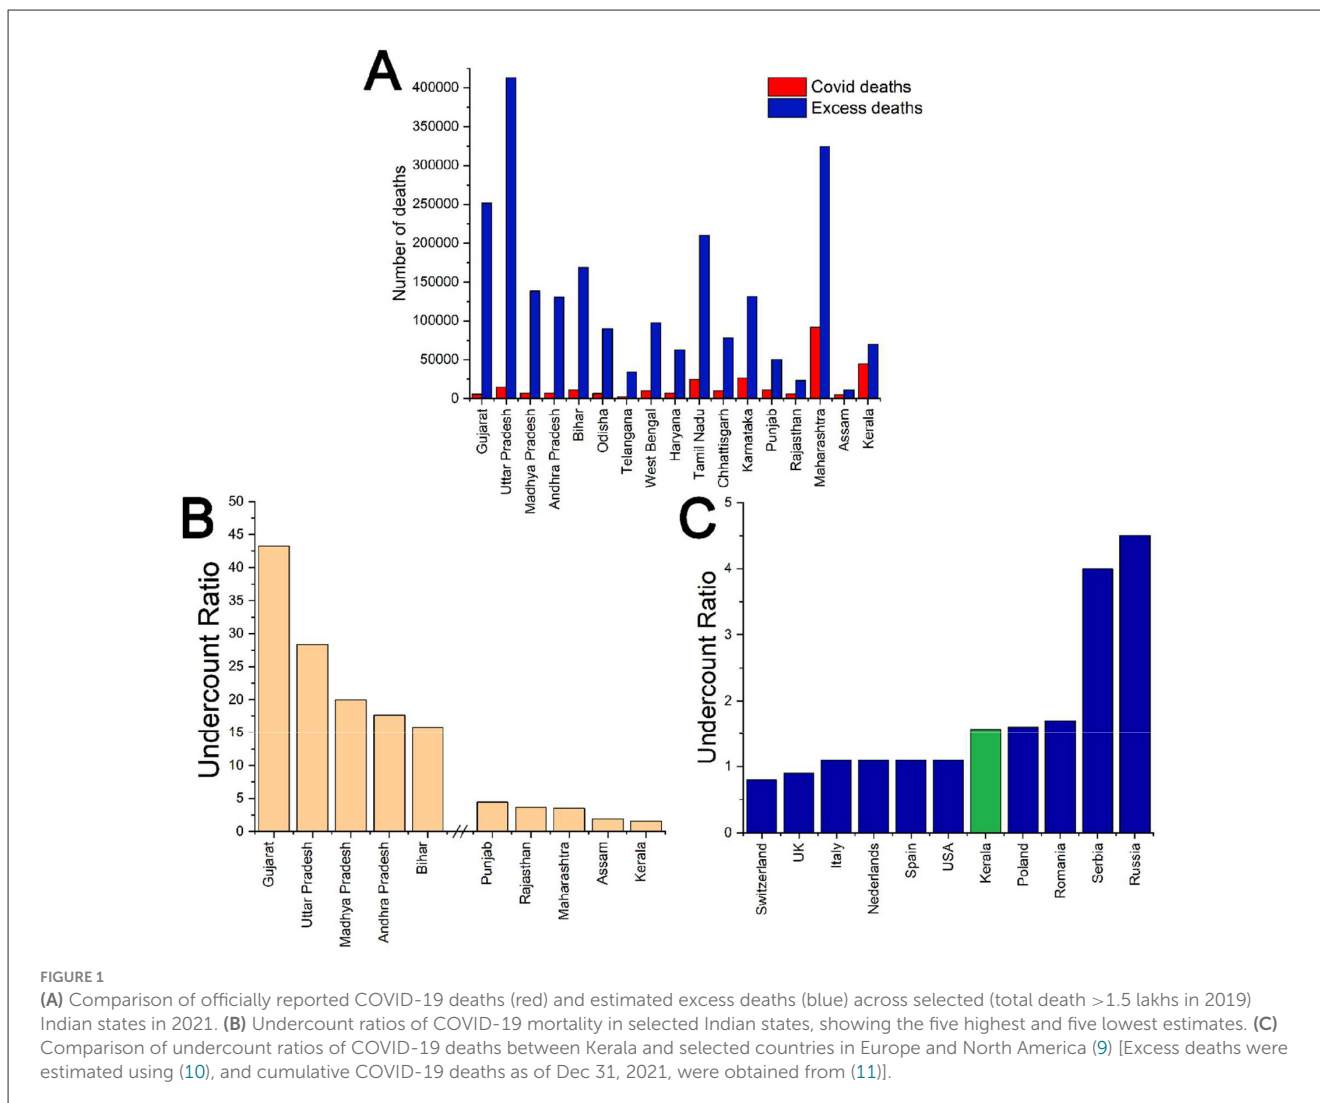 A
Covid deaths
Excess deaths
Number of deaths
400000
350000
300000
250000
200000
150000
100000
50000
0
Gujarat
Uttar Pradesh
Madhya Pradesh
Andhra Pradesh
Bihar
Odisha
Telangana
West Bengal
Haryana
Tamil Nadu
Chhattisgarh
Karnataka
Punjab
Rajasthan
Maharashtra
Assam
Kerala
B
Undercount Ratio
50
45
40
35
30
25
20
15
10
5
0
Gujarat
Uttar Pradesh
Madhya Pradesh
Andhra Pradesh
Bihar
Punjab
Rajasthan
Maharashtra
Assam
Kerala
C
Undercount Ratio
5
4
3
2
1
0
Switzerland
UK
Italy
Nederlands
Spain
USA
Kerala
Poland
Romania
Serbia
Russia
FIGURE 1
(A) Comparison of officially reported COVID-19 deaths (red) and estimated excess deaths (blue) across selected (total death >1.5 lakhs in 2019)
Indian states in 2021. (B) Undercount ratios of COVID-19 mortality in selected Indian states, showing the five highest and five lowest estimates. (C)
Comparison of undercount ratios of COVID-19 deaths between Kerala and selected countries in Europe and North America (9) [Excess deaths were
estimated using (10), and cumulative COVID-19 deaths as of Dec 31, 2021, were obtained from (11)].